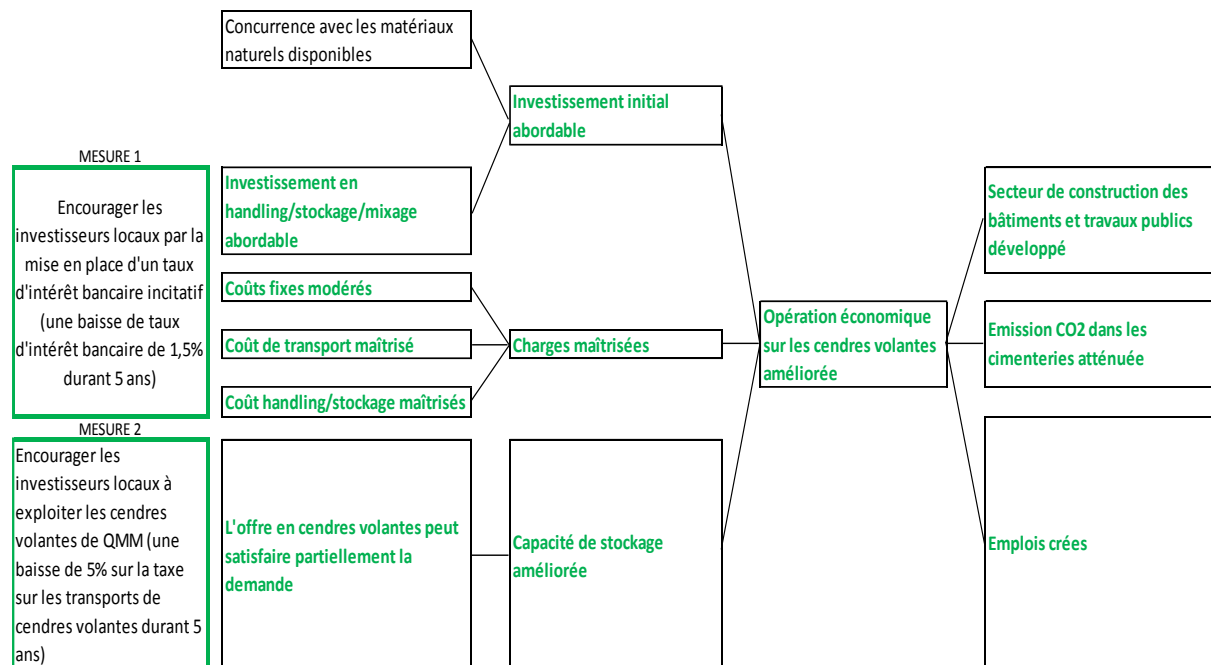 Concurrence avec les matériaux
naturels disponibles
Investissement initial
abordable
MESURE 1
Encourager les
investisseurs locaux par la
mise en place d'un taux
d'intérêt bancaire incitatif
(une baisse de taux
d'intérêt bancaire de 1,5%
durant 5 ans)
Investissement en
handling/stockage/mixage
abordable
Coûts fixes modérés
Coût de transport maîtrisé
Coût handling/stockage maîtrisés
Charges maîtrisées
Opération économique
sur les cendres volantes
améliorée
Secteur de construction des
bâtiments et travaux publics
développé
Emission CO2 dans les
cimenteries atténuée
MESURE 2
Encourager les
investisseurs locaux à
exploiter les cendres
volantes de QMM (une
baisse de 5% sur la taxe
sur les transports de
cendres volantes durant 5
ans)
L'offre en cendres volantes peut
satisfaire partiellement la
demande
Capacité de stockage
améliorée
Emplois crées